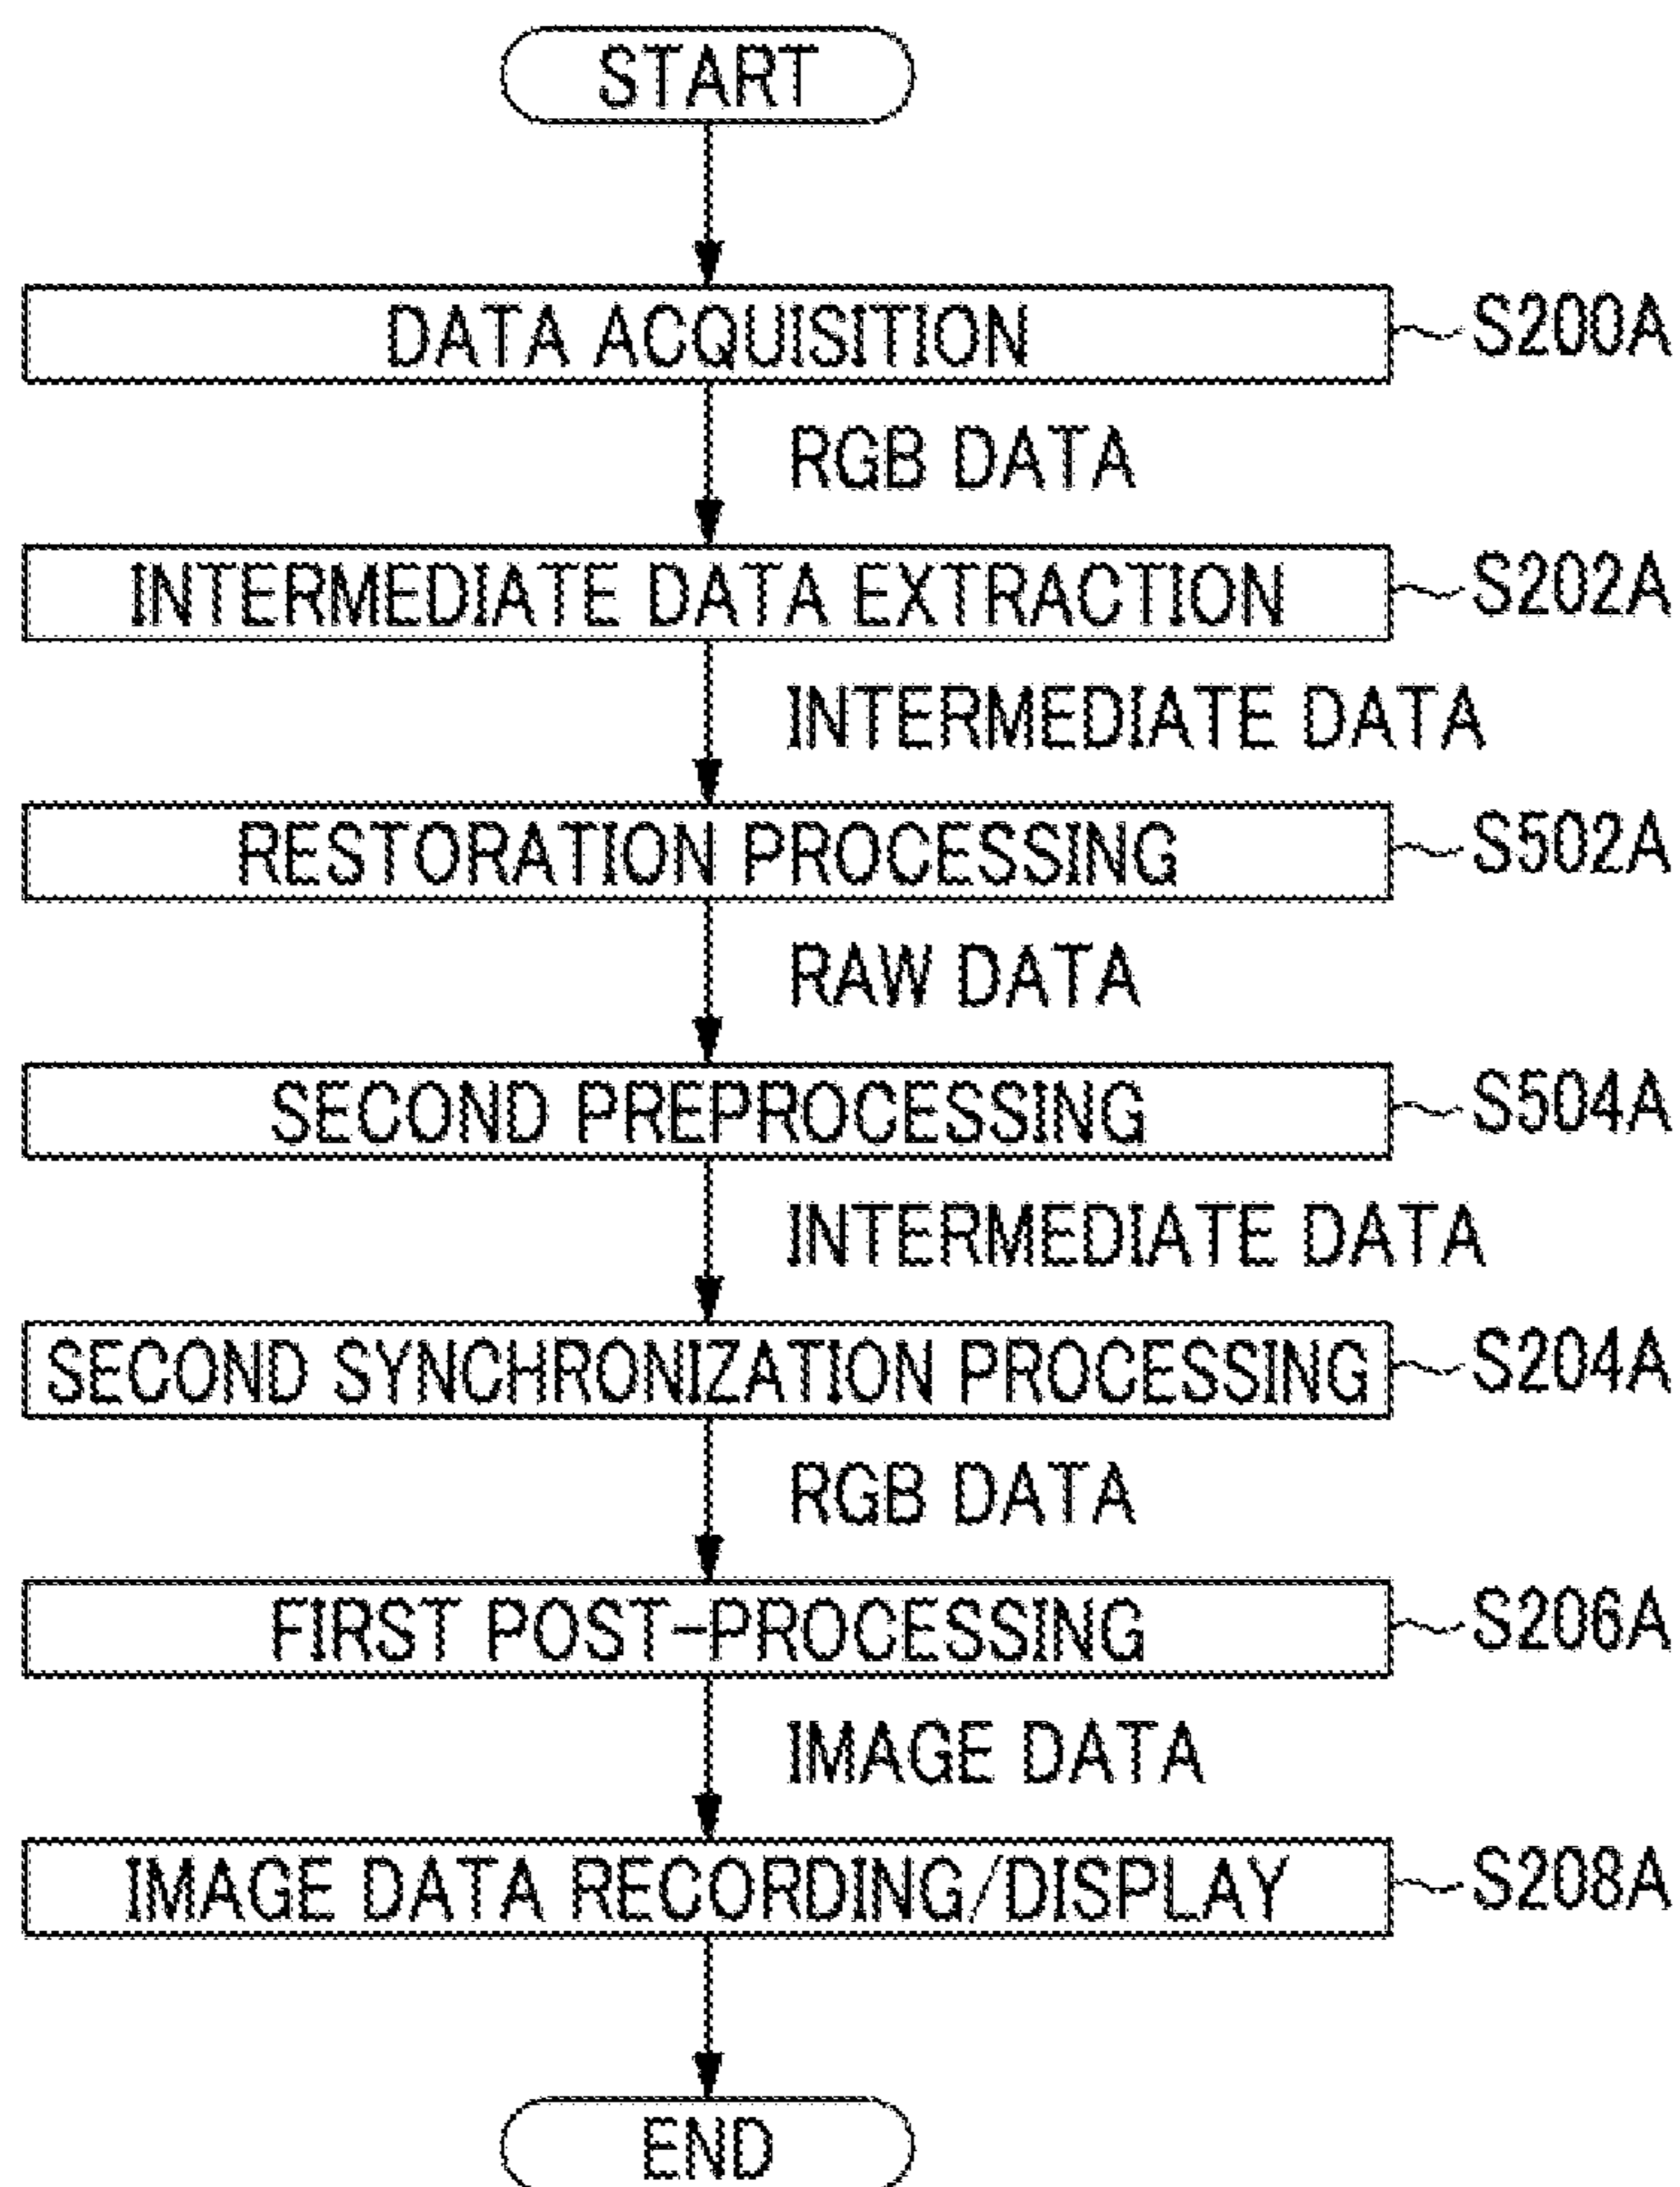 START
DATA ACQUISITION
S200A
RGB DATA
INTERMEDIATE DATA EXTRACTION
S202A
INTERMEDIATE DATA
RESTORATION PROCESSING
S502A
RAW DATA
SECOND PREPROCESSING
S504A
INTERMEDIATE DATA
SECOND SYNCHRONIZATION PROCESSING
S204A
RGB DATA
FIRST POST-PROCESSING
S206A
IMAGE DATA
IMAGE DATA RECORDING/DISPLAY
S208A
END